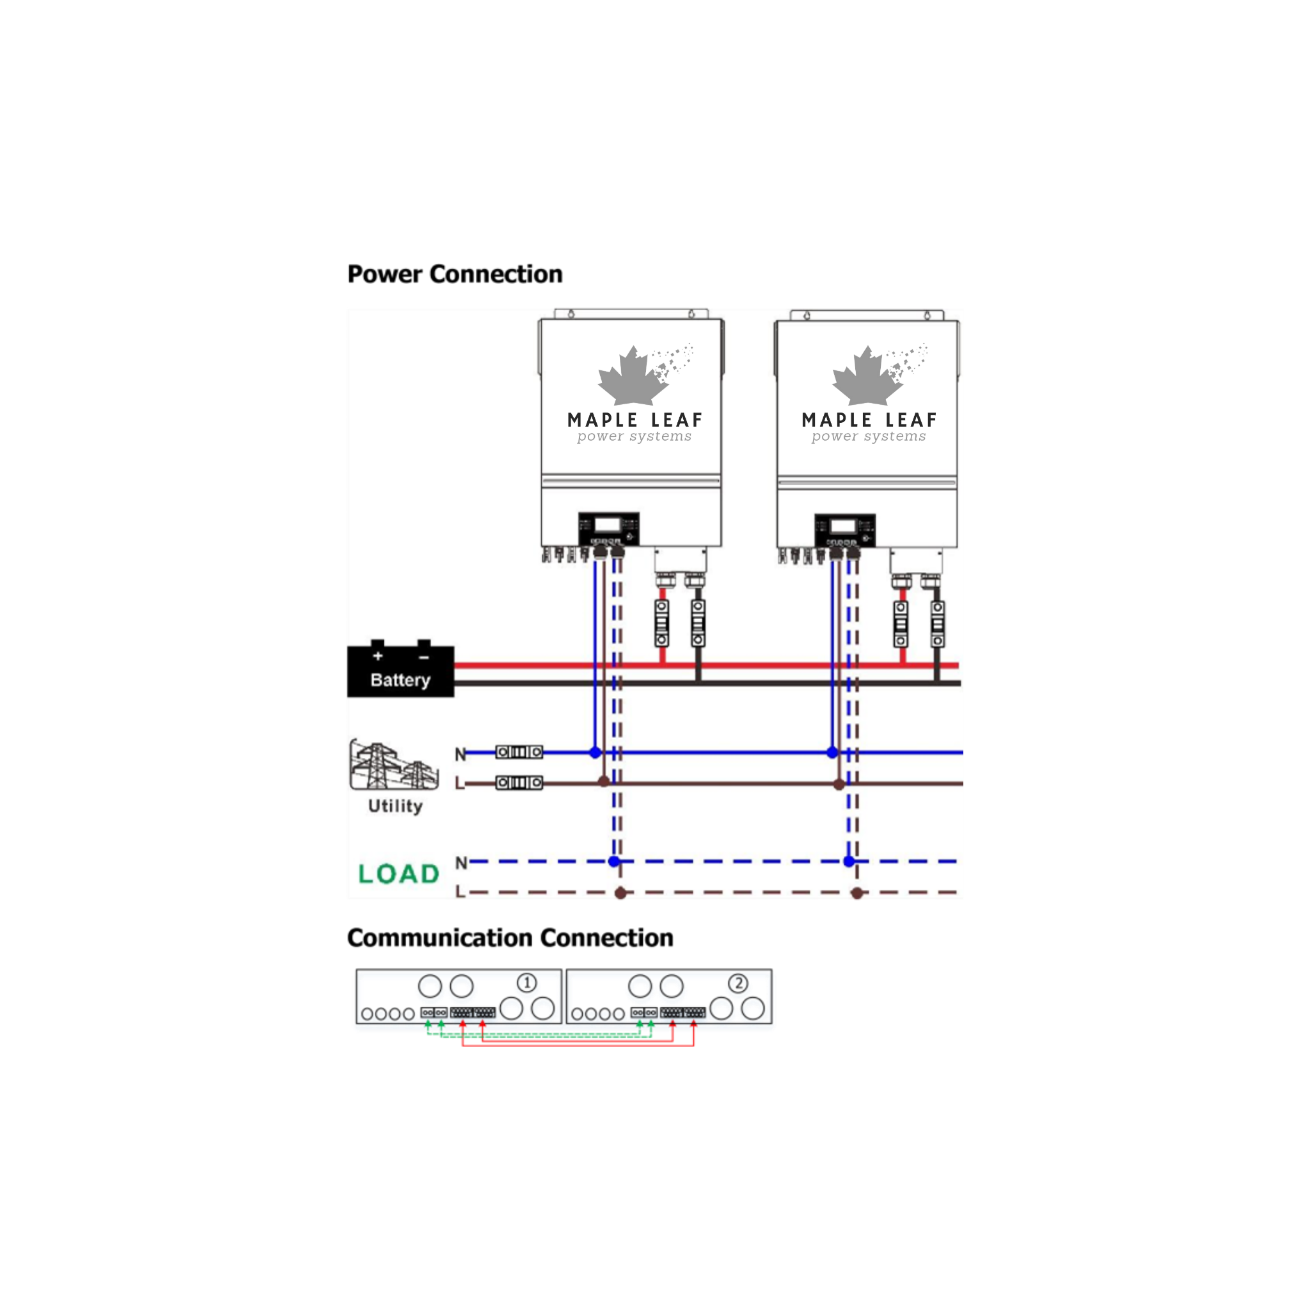 Power Connection
MAPLE LEAF
power systems
MAPLE LEAF
power systems
+ −
Battery
N
L
Utility
N
LOAD
L
Communication Connection
1
2